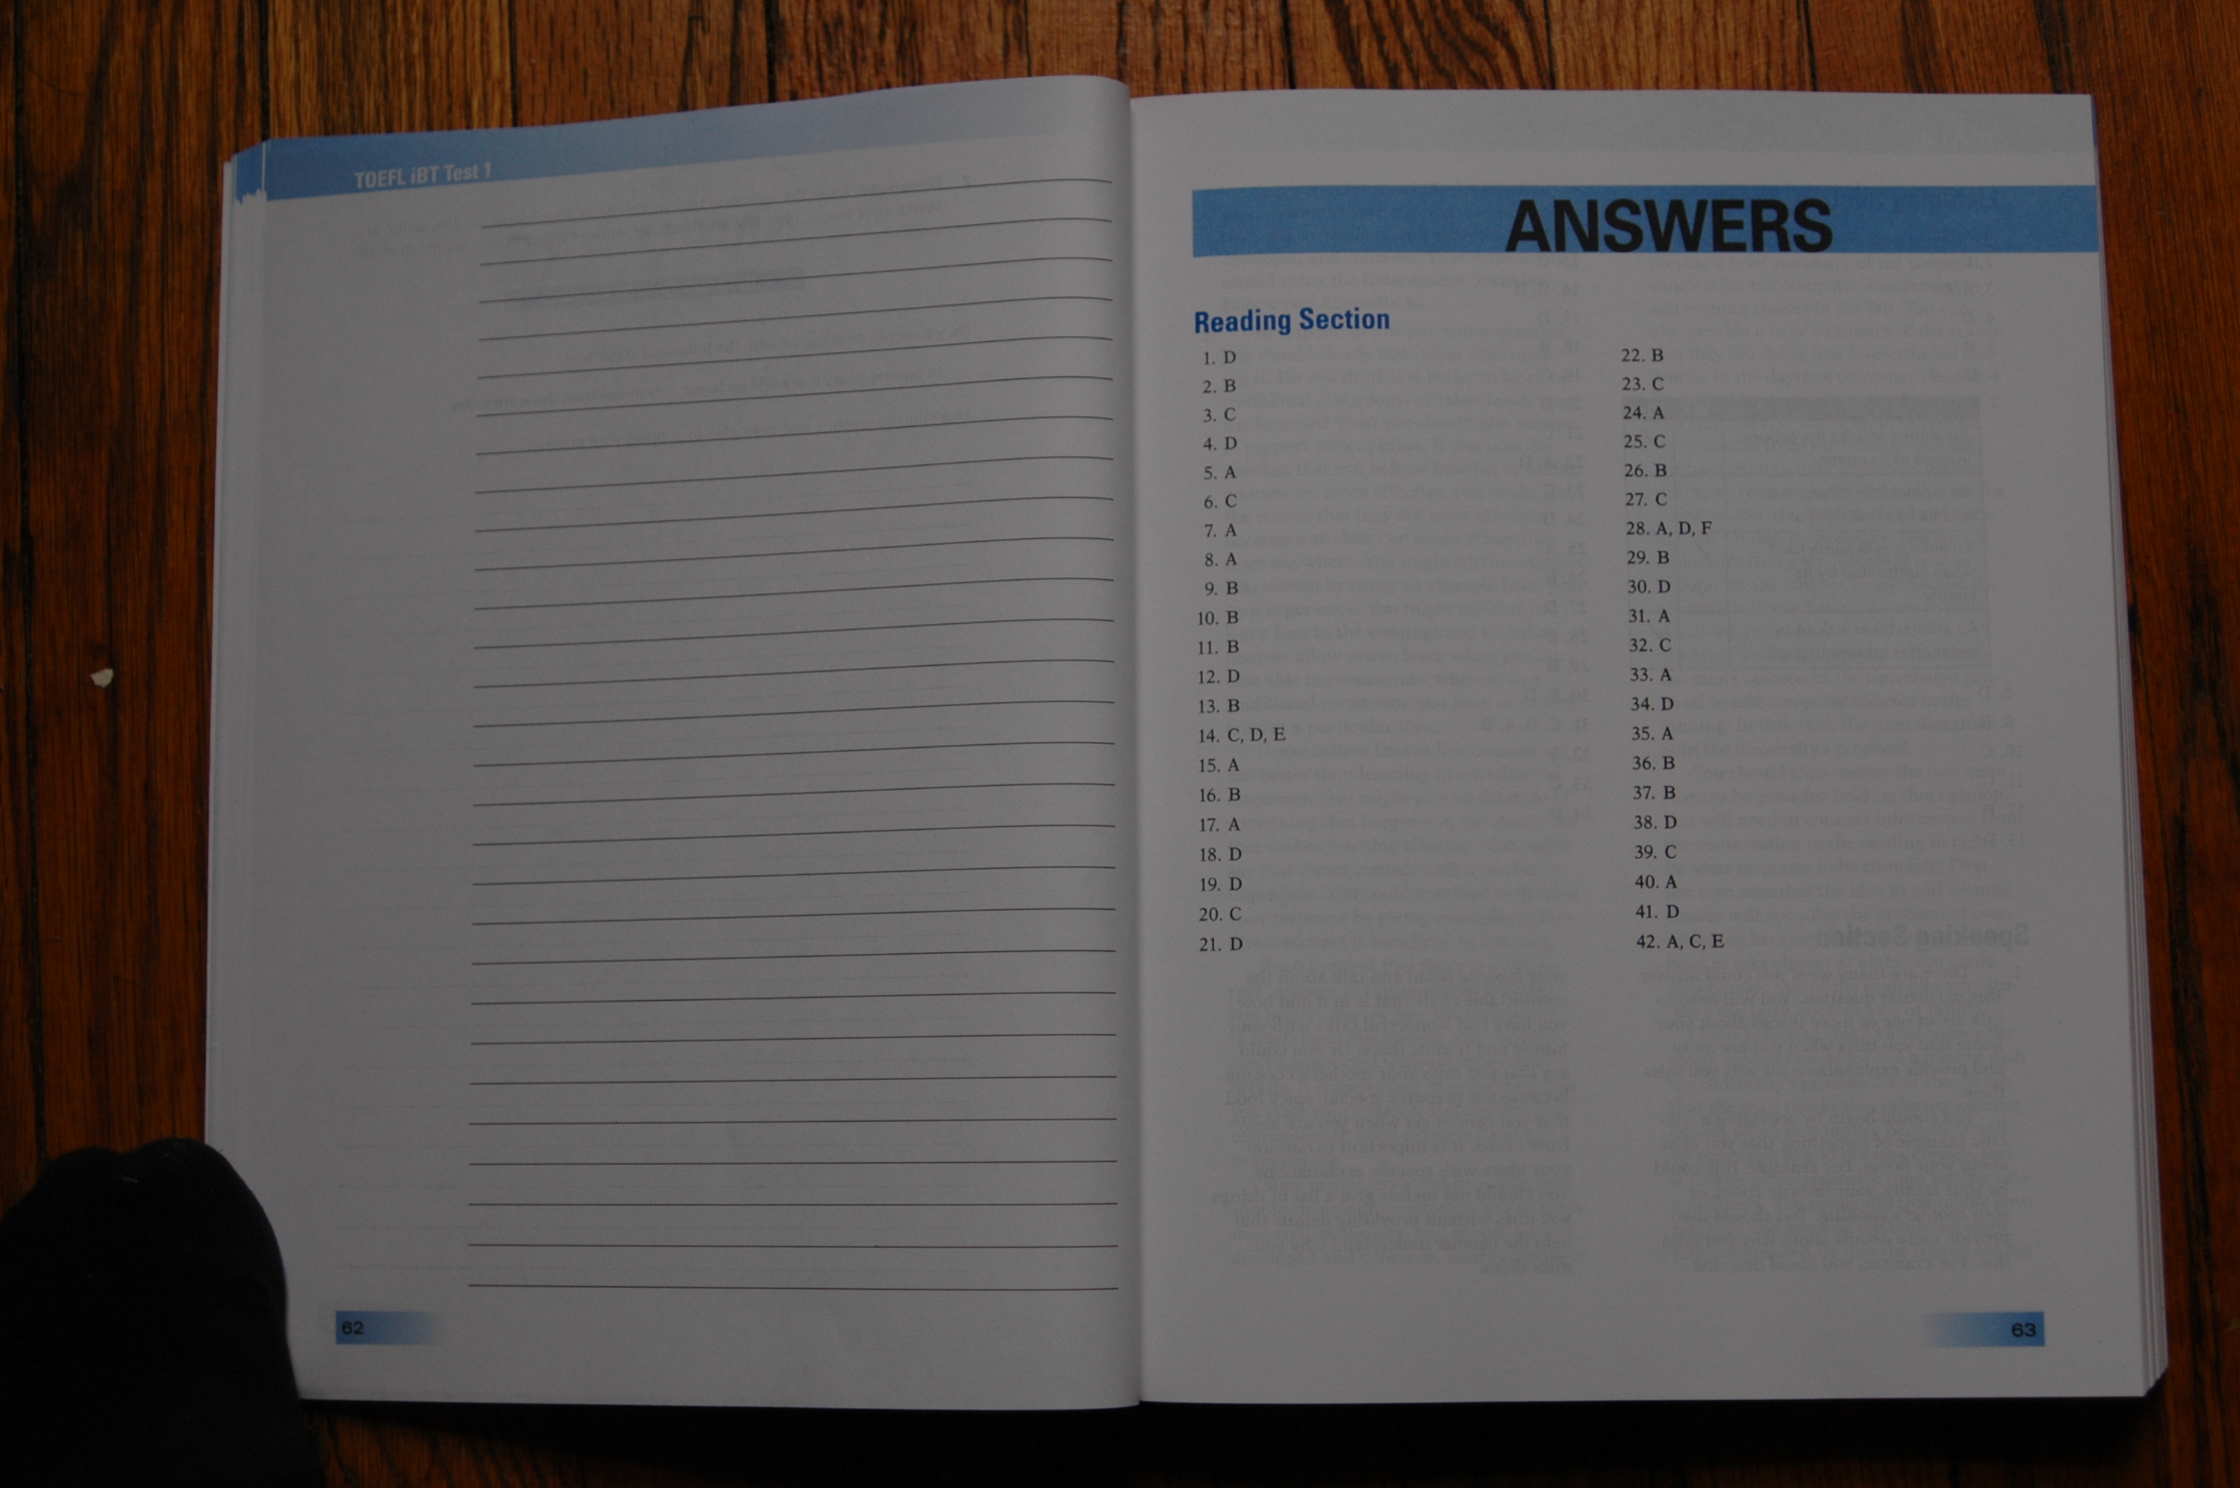 TOEFL iBT Test 1
62
ANSWERS
Reading Section
1. D
2. B
3. C
4. D
5. A
6. C
7. A
8. A
9. B
10. B
11. B
12. D
13. B
14. C, D, E
15. A
16. B
17. A
18. D
19. D
20. C
21. D
22. B
23. C
24. A
25. C
26. B
27. C
28. A, D, F
29. B
30. D
31. A
32. C
33. A
34. D
35. A
36. B
37. B
38. D
39. C
40. A
41. D
42. A, C, E
63